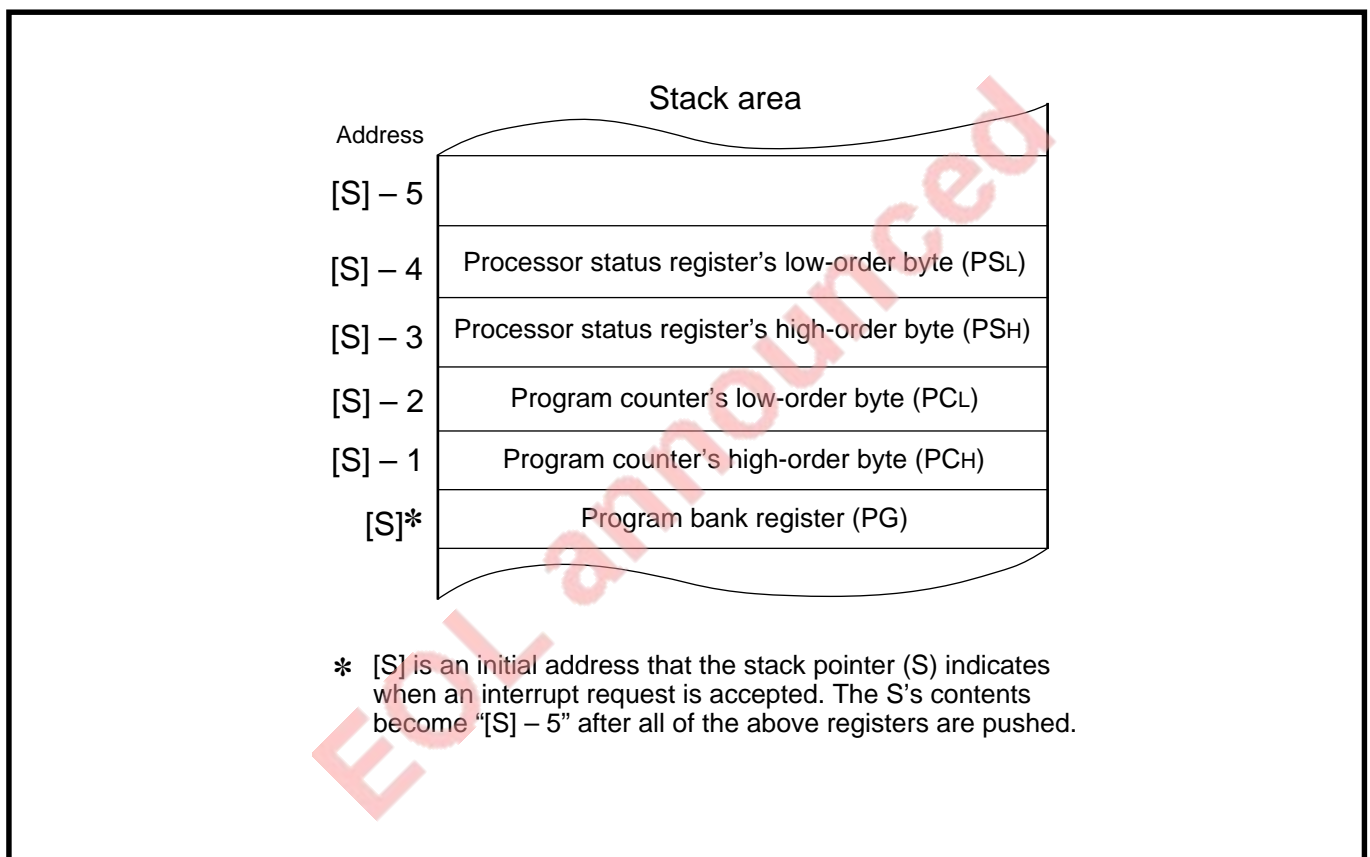 Stack area
Address
[S] – 5
[S] – 4 Processor status register's low-order byte (PSL)
[S] – 3 Processor status register's high-order byte (PSH)
[S] – 2 Program counter's low-order byte (PCL)
[S] – 1 Program counter's high-order byte (PCH)
[S]* Program bank register (PG)
* [S] is an initial address that the stack pointer (S) indicates
when an interrupt request is accepted. The S's contents
become “[S] – 5” after all of the above registers are pushed.
EOL announced